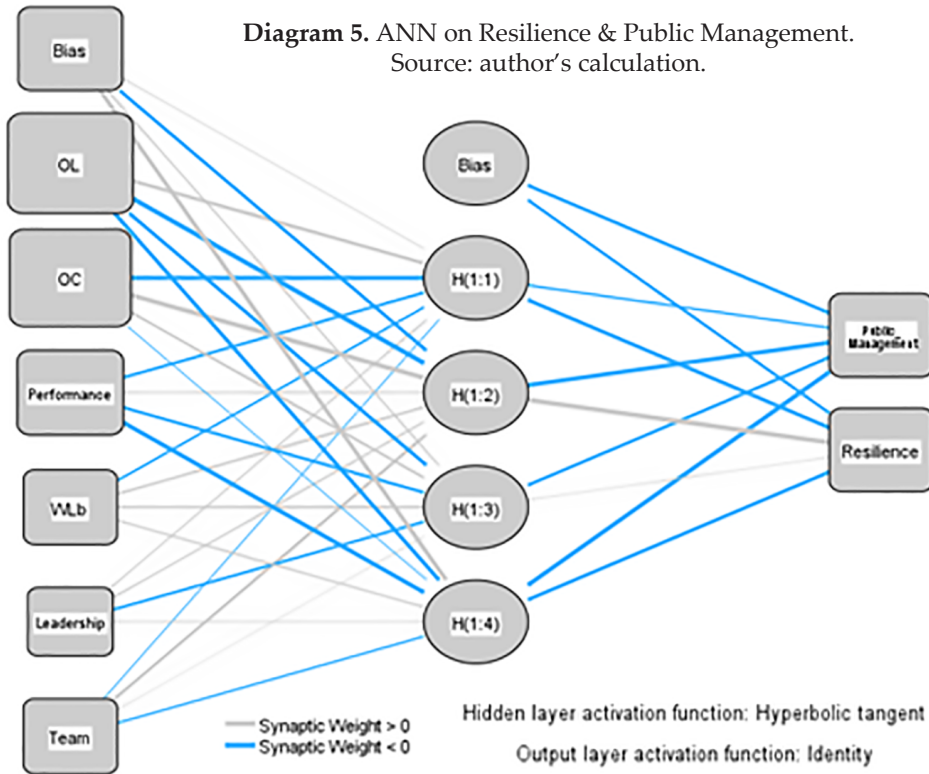 Diagram 5. ANN on Resilience & Public Management.
Source: author's calculation.
Bias
OL
OC
Performance
WLb
Leadership
Team
Bias
H(1:1)
H(1:2)
H(1:3)
H(1:4)
Public_
Management
Resilience
Synaptic Weight > 0
Synaptic Weight < 0
Hidden layer activation function: Hyperbolic tangent
Output layer activation function: Identity